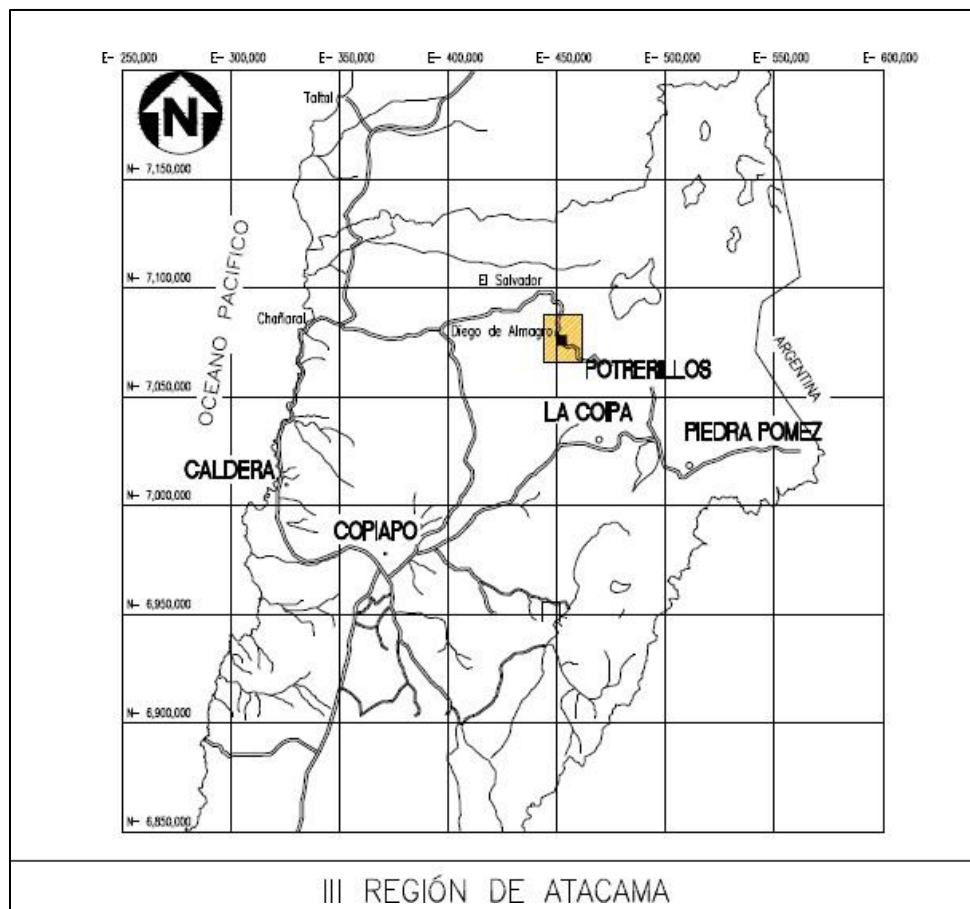 E- 250,000 E- 300,000 E- 350,000 E- 400,000 E- 450,000 E- 500,000 E- 550,000 E- 600,000
N
Taltal
N- 7,150,000
OCEANO PACIFICO
N- 7,100,000
El Salvador
Chañaral
Diego de Almagro
POTRERILLOS
ARGENTINA
N- 7,050,000
LA COIPA
PIEDRA POMEZ
CALDERA
N- 7,000,000
COPIAPO
N- 6,950,000
N- 6,900,000
N- 6,850,000
III REGIÓN DE ATACAMA